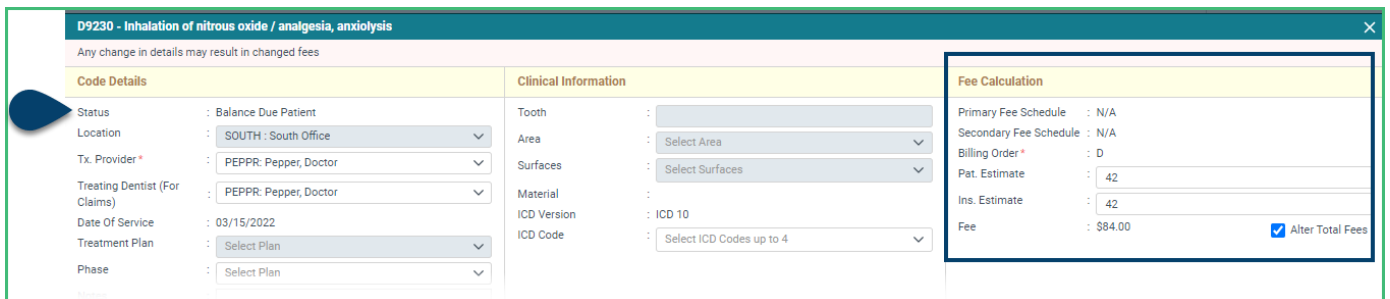 D9230 - Inhalation of nitrous oxide / analgesia, anxiolysis
Any change in details may result in changed fees
Code Details
Status : Balance Due Patient
Location : SOUTH : South Office
Tx. Provider * : PEPPR: Pepper, Doctor
Treating Dentist (For
Claims) : PEPPR: Pepper, Doctor
Date Of Service : 03/15/2022
Treatment Plan : Select Plan
Phase : Select Plan
Notes
Clinical Information
Tooth :
Area : Select Area
Surfaces : Select Surfaces
Material :
ICD Version : ICD 10
ICD Code : Select ICD Codes up to 4
Fee Calculation
Primary Fee Schedule : N/A
Secondary Fee Schedule : N/A
Billing Order * : D
Pat. Estimate : 42
Ins. Estimate : 42
Fee : $84.00 Alter Total Fees